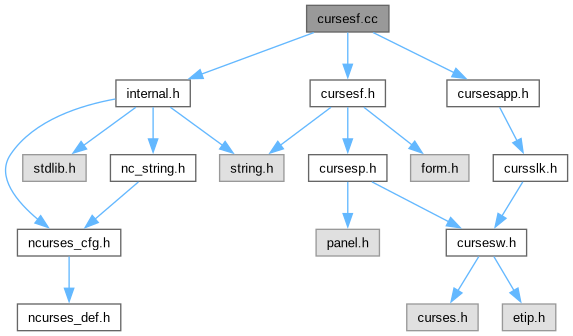 cursesf.cc
internal.h
cursesf.h
cursesapp.h
stdlib.h
nc_string.h
string.h
cursesp.h
form.h
cursslk.h
ncurses_cfg.h
panel.h
cursesw.h
ncurses_def.h
curses.h
etip.h